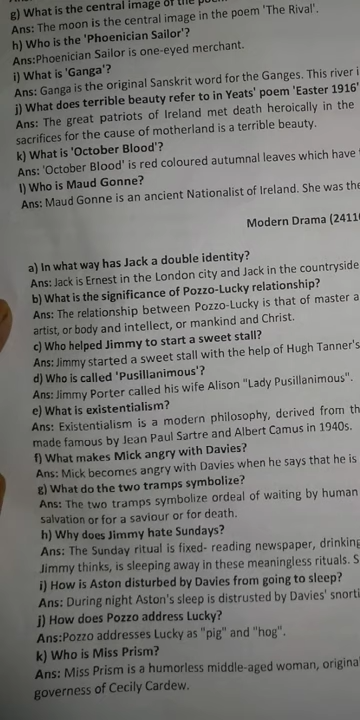 g) What is the central image of the poem
Ans: The moon is the central image in the poem 'The Rival'.
h) Who is the 'Phoenician Sailor'?
Ans:Phoenician Sailor is one-eyed merchant.
i) What is 'Ganga'?
Ans: Ganga is the original Sanskrit word for the Ganges. This river i
j) What does terrible beauty refer to in Yeats' poem 'Easter 1916'
Ans: The great patriots of Ireland met death heroically in the
sacrifices for the cause of motherland is a terrible beauty.
k) What is 'October Blood'?
Ans: 'October Blood' is red coloured autumnal leaves which have
l) Who is Maud Gonne?
Ans: Maud Gonne is an ancient Nationalist of Ireland. She was the
Modern Drama (2411
a) In what way has Jack a double identity?
Ans: Jack is Ernest in the London city and Jack in the countryside
b) What is the significance of Pozzo-Lucky relationship?
Ans: The relationship between Pozzo-Lucky is that of master a
artist, or body and intellect, or mankind and Christ.
c) Who helped Jimmy to start a sweet stall?
Ans: Jimmy started a sweet stall with the help of Hugh Tanner's
d) Who is called 'Pusillanimous'?
Ans: Jimmy Porter called his wife Alison "Lady Pusillanimous".
e) What is existentialism?
Ans: Existentialism is a modern philosophy, derived from th
made famous by Jean Paul Sartre and Albert Camus in 1940s.
f) What makes Mick angry with Davies?
Ans: Mick becomes angry with Davies when he says that he is
g) What do the two tramps symbolize?
Ans: The two tramps symbolize ordeal of waiting by human
salvation or for a saviour or for death.
h) Why does Jimmy hate Sundays?
Ans: The Sunday ritual is fixed- reading newspaper, drinking
Jimmy thinks, is sleeping away in these meaningless rituals. S
i) How is Aston disturbed by Davies from going to sleep?
Ans: During night Aston's sleep is distrusted by Davies' snorti
j) How does Pozzo address Lucky?
Ans:Pozzo addresses Lucky as "pig" and "hog".
k) Who is Miss Prism?
Ans: Miss Prism is a humorless middle-aged woman, origina
governess of Cecily Cardew.